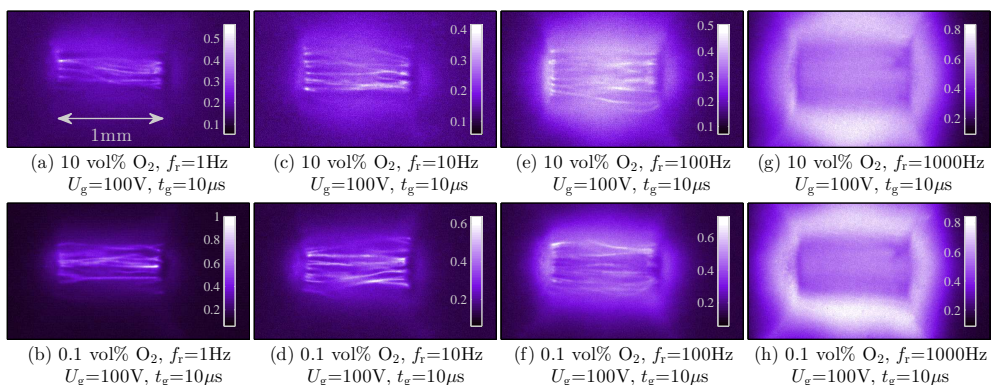 0.5
0.4
0.3
0.2
0.1
1mm
0.4
0.3
0.2
0.1
0.5
0.4
0.3
0.2
0.1
0.8
0.6
0.4
0.2
(a) 10 vol% O₂, fᵣ=1Hz
U_g=100V, t_g=10μs
(c) 10 vol% O₂, fᵣ=10Hz
U_g=100V, t_g=10μs
(e) 10 vol% O₂, fᵣ=100Hz
U_g=100V, t_g=10μs
(g) 10 vol% O₂, fᵣ=1000Hz
U_g=100V, t_g=10μs
1
0.8
0.6
0.4
0.2
0.6
0.4
0.2
0.6
0.4
0.2
0.8
0.6
0.4
0.2
(b) 0.1 vol% O₂, fᵣ=1Hz
U_g=100V, t_g=10μs
(d) 0.1 vol% O₂, fᵣ=10Hz
U_g=100V, t_g=10μs
(f) 0.1 vol% O₂, fᵣ=100Hz
U_g=100V, t_g=10μs
(h) 0.1 vol% O₂, fᵣ=1000Hz
U_g=100V, t_g=10μs